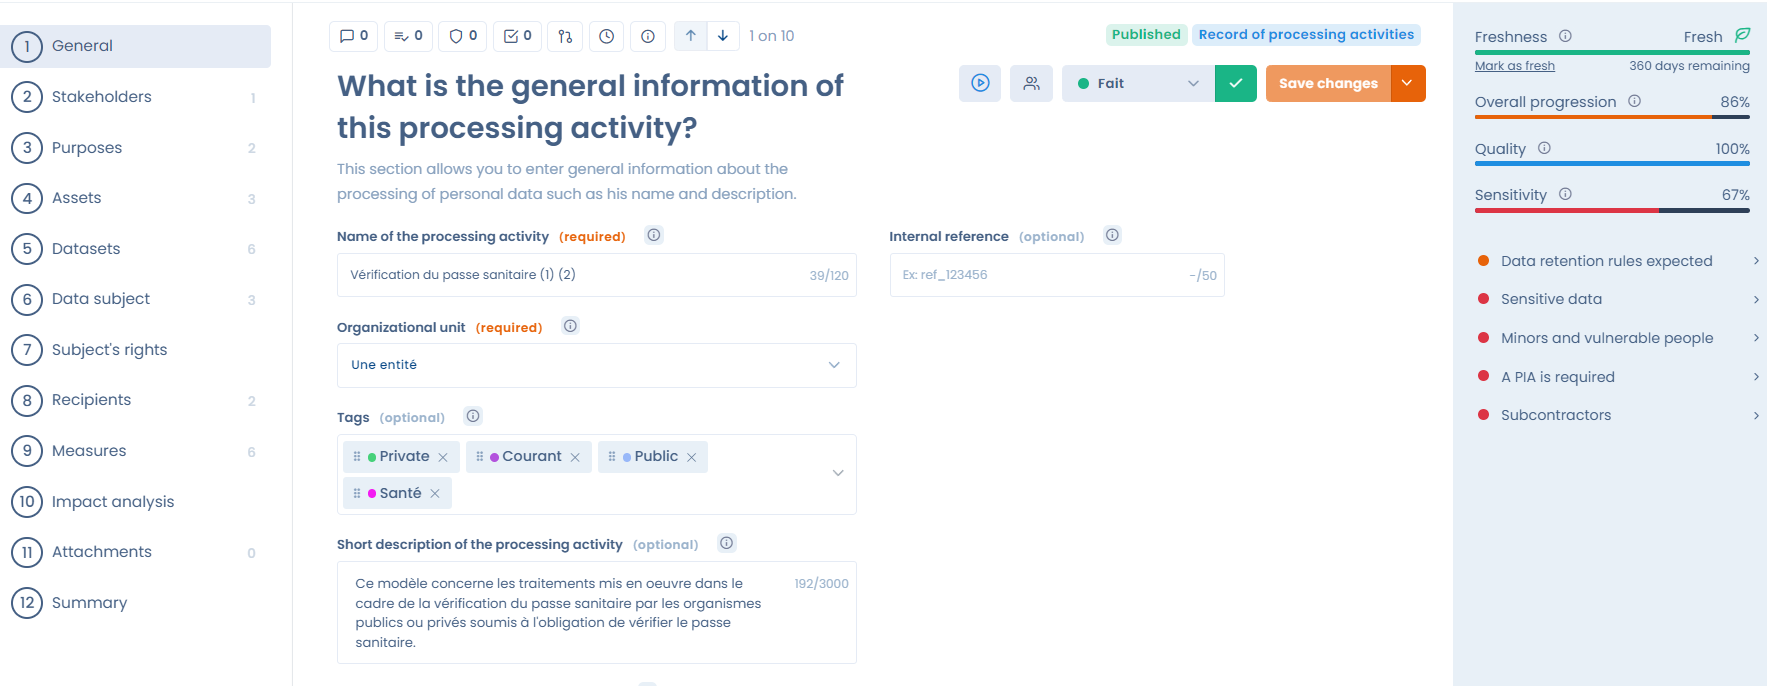 1 General
2 Stakeholders 1
3 Purposes 2
4 Assets 3
5 Datasets 6
6 Data subject 3
7 Subject's rights
8 Recipients 2
9 Measures 6
10 Impact analysis
11 Attachments 0
12 Summary
0 0 0 0 1 on 10
Published Record of processing activities
What is the general information of
this processing activity?
Fait Save changes
This section allows you to enter general information about the
processing of personal data such as his name and description.
Name of the processing activity (required)
Vérification du passe sanitaire (1) (2) 39/120
Internal reference (optional)
Ex: ref_123456 -/50
Organizational unit (required)
Une entité
Tags (optional)
Private Courant Public
Santé
Short description of the processing activity (optional)
Ce modèle concerne les traitements mis en oeuvre dans le 192/3000
cadre de la vérification du passe sanitaire par les organismes
publics ou privés soumis à l'obligation de vérifier le passe
sanitaire.
Freshness Fresh
Mark as fresh 360 days remaining
Overall progression 86%
Quality 100%
Sensitivity 67%
Data retention rules expected
Sensitive data
Minors and vulnerable people
A PIA is required
Subcontractors